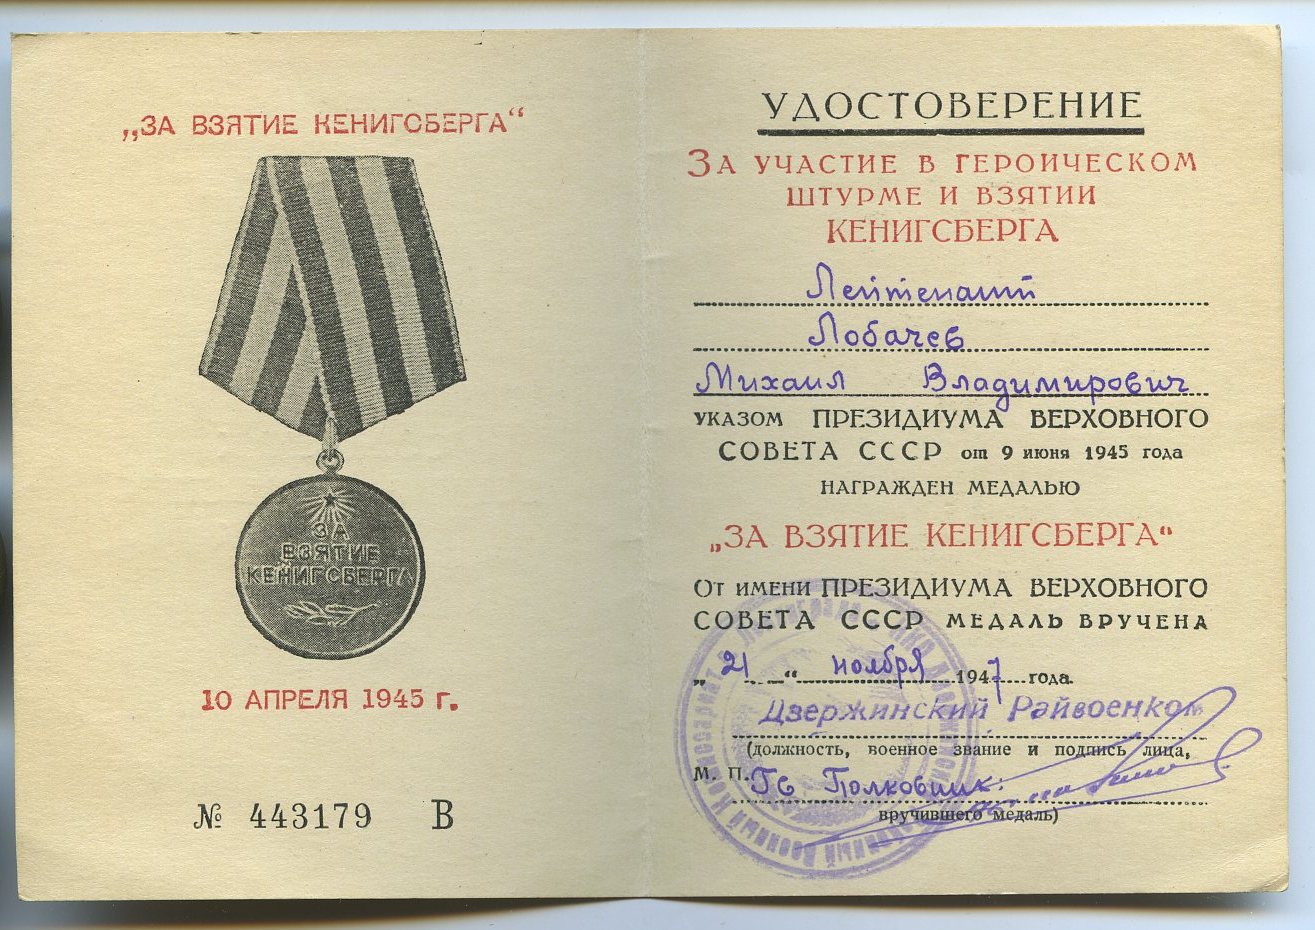 „ЗА ВЗЯТИЕ КЕНИГСБЕРГА“
ЗА
ВЗЯТИЕ
КЕНИГСБЕРГА
10 АПРЕЛЯ 1945 г.
№ 443179 В
УДОСТОВЕРЕНИЕ
ЗА УЧАСТИЕ В ГЕРОИЧЕСКОМ
ШТУРМЕ И ВЗЯТИИ
КЕНИГСБЕРГА
Лейтенант
Лобачев
Михаил Владимирович
УКАЗОМ ПРЕЗИДИУМА ВЕРХОВНОГО
СОВЕТА СССР от 9 июня 1945 года
НАГРАЖДЕН МЕДАЛЬЮ
„ЗА ВЗЯТИЕ КЕНИГСБЕРГА“
ОТ ИМЕНИ ПРЕЗИДИУМА ВЕРХОВНОГО
СОВЕТА СССР МЕДАЛЬ ВРУЧЕНА
„21“ ноября 1947 года.
Дзержинский Райвоенком
(должность, военное звание и подпись лица,
М. П. Гв Полковник
вручившего медаль)
Военный Комиссариат